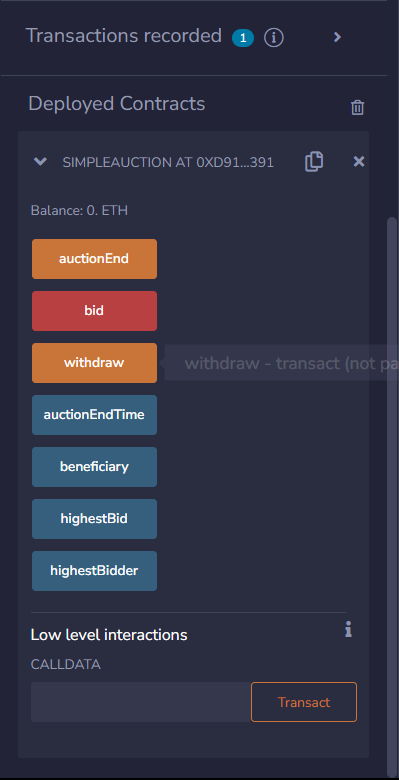 Transactions recorded 1 i
Deployed Contracts
SIMPLEAUCTION AT 0XD91...391
Balance: 0. ETH
auctionEnd
bid
withdraw
withdraw - transact (not pa
auctionEndTime
beneficiary
highestBid
highestBidder
Low level interactions
CALLDATA
Transact